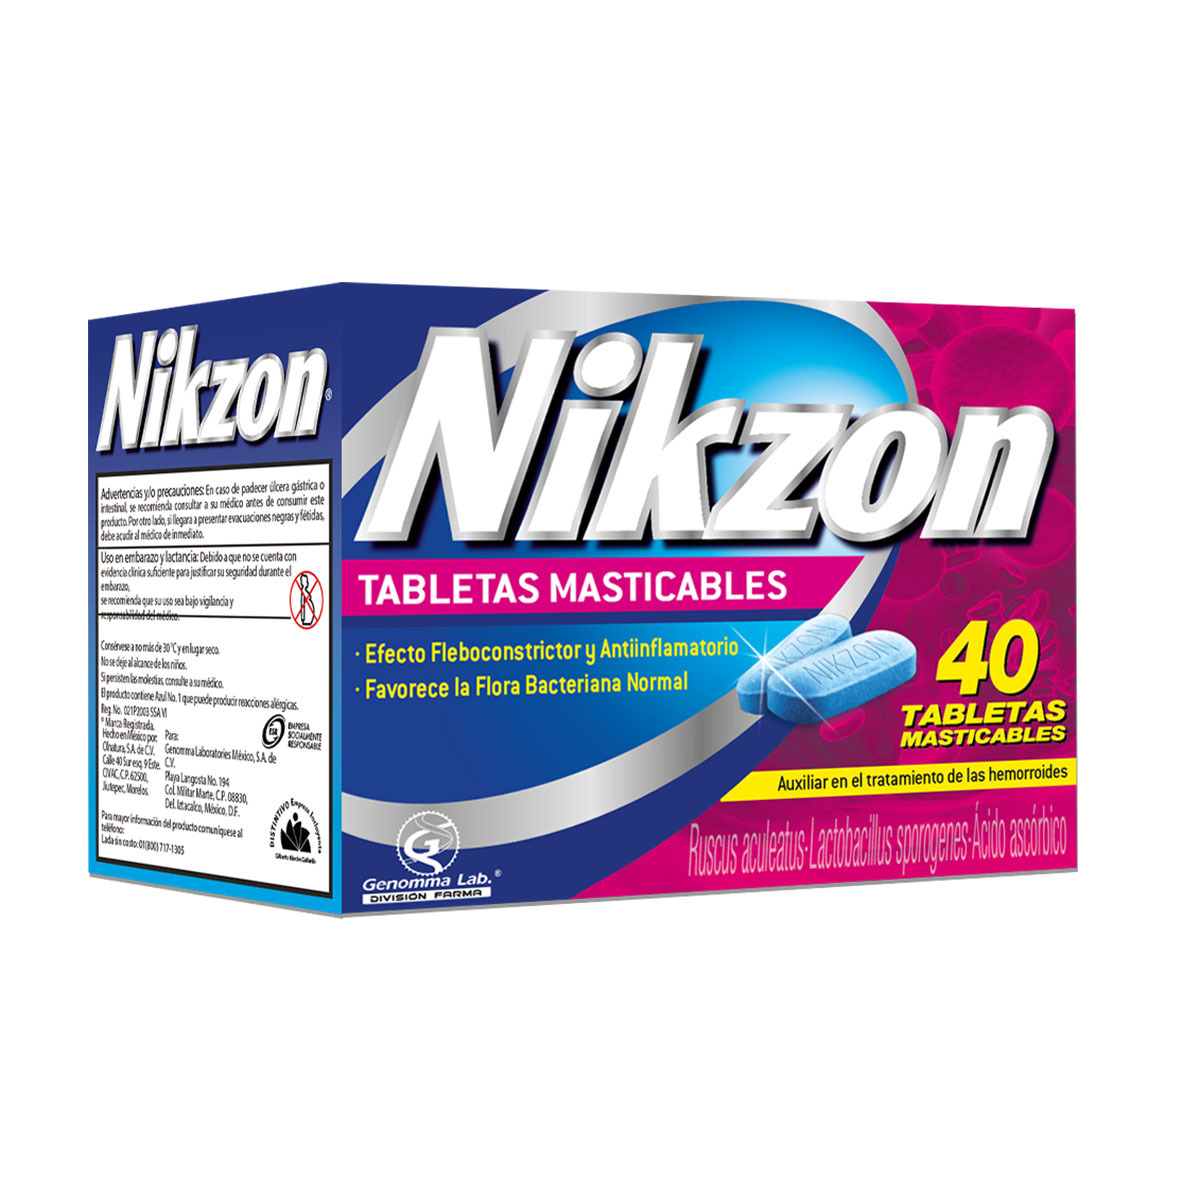 Nikzon®
Advertencias y/o precauciones: En caso de padecer úlcera gástrica o
intestinal, se recomienda consultar a su médico antes de consumir este
producto. Por otro lado, si llegara a presentar evacuaciones negras y fétidas,
debe acudir al médico de inmediato.
Uso en embarazo y lactancia: Debido a que no se cuenta con
evidencia clínica suficiente para justificar su seguridad durante el
embarazo,
se recomienda que su uso sea bajo vigilancia y
responsabilidad del médico.
Consérvese a no más de 30 °C y en lugar seco.
No se deje al alcance de los niños.
Si persisten las molestias, consulte a su médico.
El producto contiene Azul No. 1 que puede producir reacciones alérgicas.
Reg. No. 021P2003 SSA VI
® Marca Registrada.
Hecho en México por:
Olnatura, S.A. de C.V.
Calle 40 Sur esq. 9 Este.
CIVAC, C.P. 62500,
Jiutepec, Morelos.
Para:
Genomma Laboratories México, S.A. de
C.V.
Playa Langosta No. 194
Col. Militar Marte, C.P. 08830,
Del. Iztacalco, México, D.F.
ESR
EMPRESA
SOCIALMENTE
RESPONSABLE
Para mayor información del producto comuníquese al
teléfono:
Lada sin costo: 01(800) 717-1305
DISTINTIVO Empresa Incluyente
Gilberto Rincón Gallardo
Nikzon
TABLETAS MASTICABLES
· Efecto Fleboconstrictor y Antiinflamatorio
· Favorece la Flora Bacteriana Normal
NIKZON
40
TABLETAS
MASTICABLES
Auxiliar en el tratamiento de las hemorroides
Ruscus aculeatus·Lactobacillus sporogenes·Ácido ascórbico
Genomma Lab.®
DIVISION FARMA